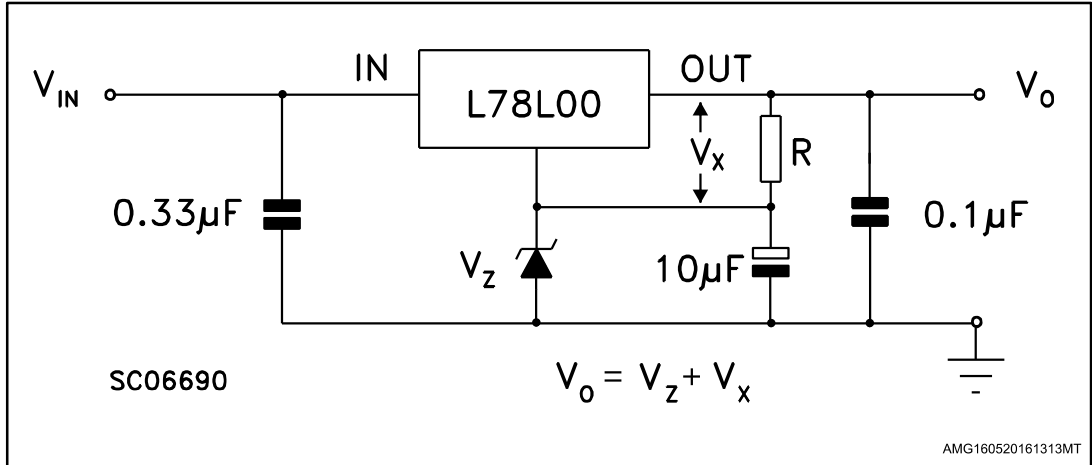 V_IN
IN
L78L00
OUT
V_O
V_X
R
0.33µF
V_Z
10µF
0.1µF
SC06690
V_O = V_Z + V_X
AMG160520161313MT